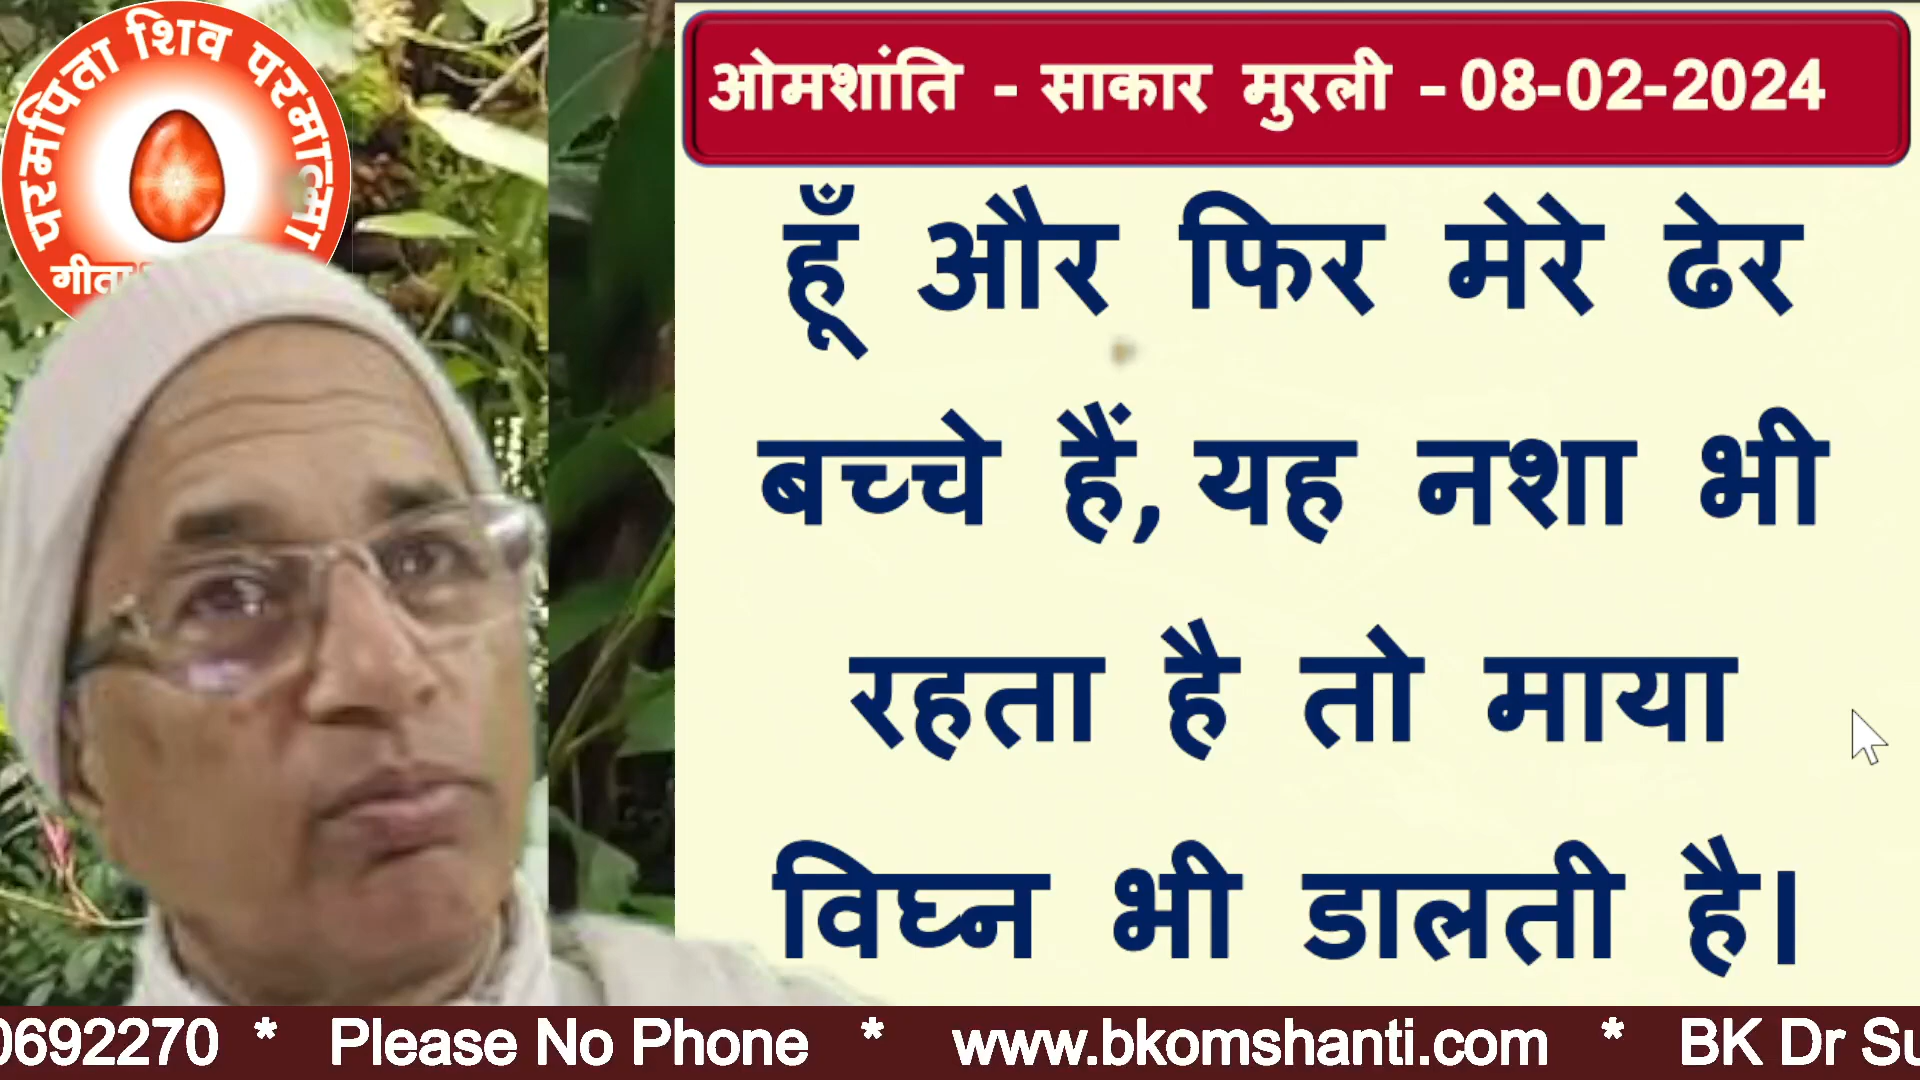 परमपिता शिव परमात्मा
ओमशांति - साकार मुरली -08-02-2024
हूँ और फिर मेरे ढेर
बच्चे हैं, यह नशा भी
रहता है तो माया
विघ्न भी डालती है।
0692270 * Please No Phone * www.bkomshanti.com * BK Dr